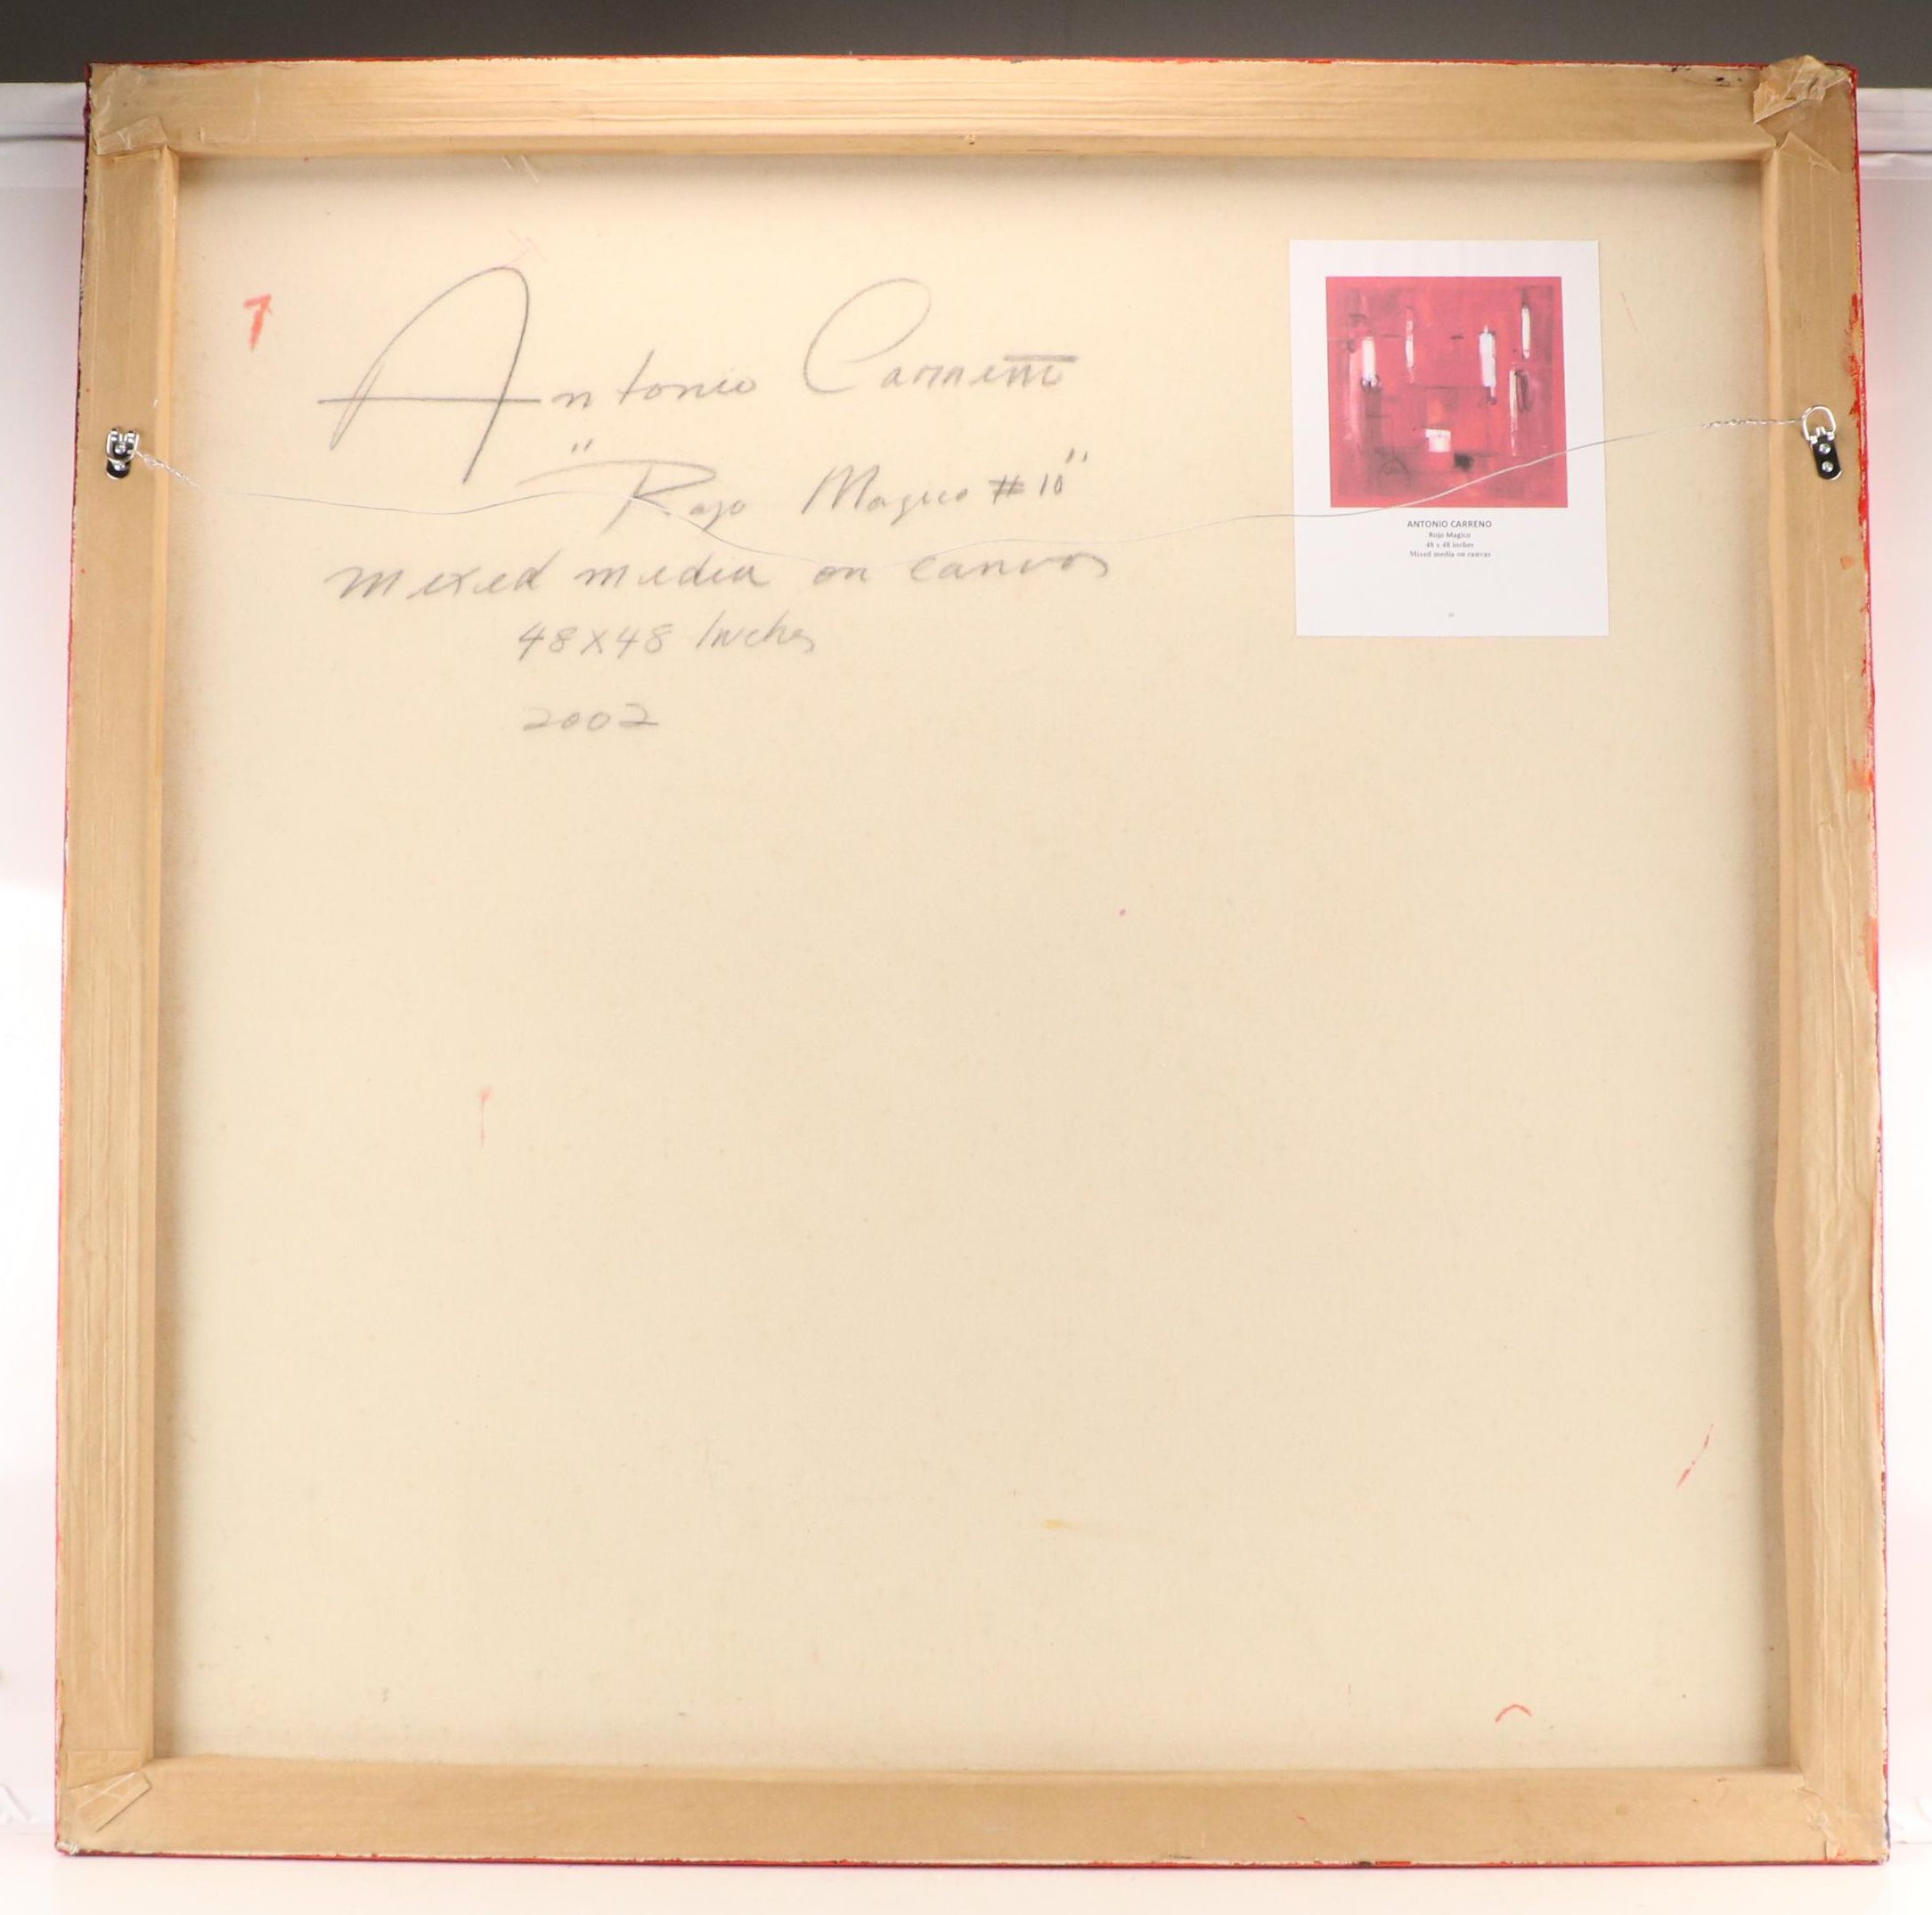 7
Antonio Carreño
"Rojo Magico #10"
mixed media on canvas
48x48 Inches
2002
ANTONIO CARRENO
Rojo Magico
48 x 48 inches
Mixed media on canvas